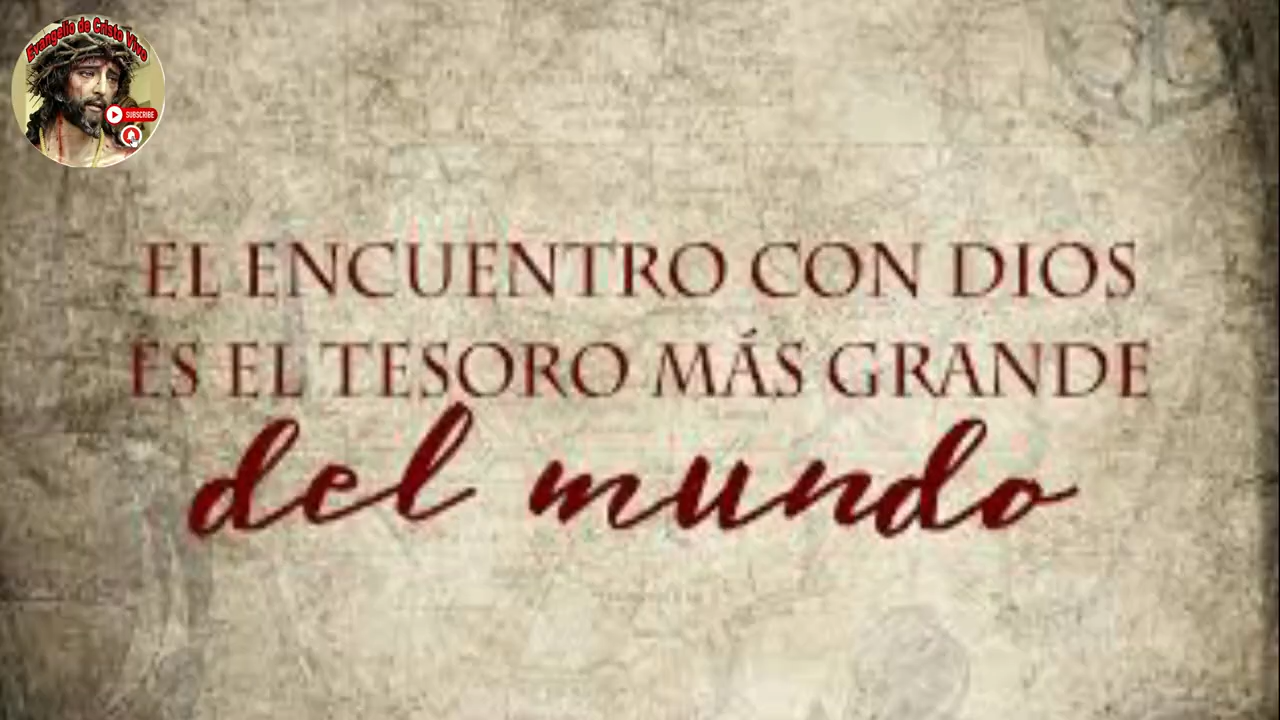 Evangelio de Cristo Vivo
SUBSCRIBE
EL ENCUENTRO CON DIOS
ES EL TESORO MÁS GRANDE
del mundo